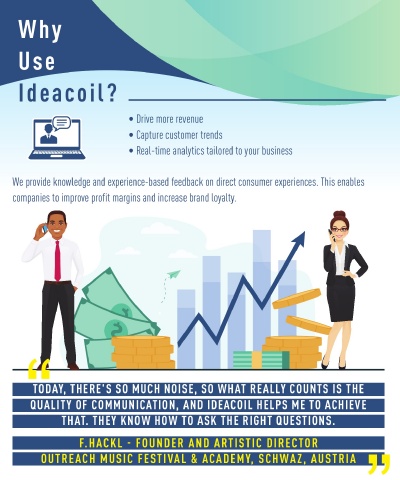 Why
Use
Ideacoil?
• Drive more revenue
• Capture customer trends
• Real-time analytics tailored to your business
We provide knowledge and experience-based feedback on direct consumer experiences. This enables
companies to improve profit margins and increase brand loyalty.
“
TODAY, THERE'S SO MUCH NOISE, SO WHAT REALLY COUNTS IS THE
QUALITY OF COMMUNICATION, AND IDEACOIL HELPS ME TO ACHIEVE
THAT. THEY KNOW HOW TO ASK THE RIGHT QUESTIONS.
F.HACKL - FOUNDER AND ARTISTIC DIRECTOR
OUTREACH MUSIC FESTIVAL & ACADEMY, SCHWAZ, AUSTRIA ”